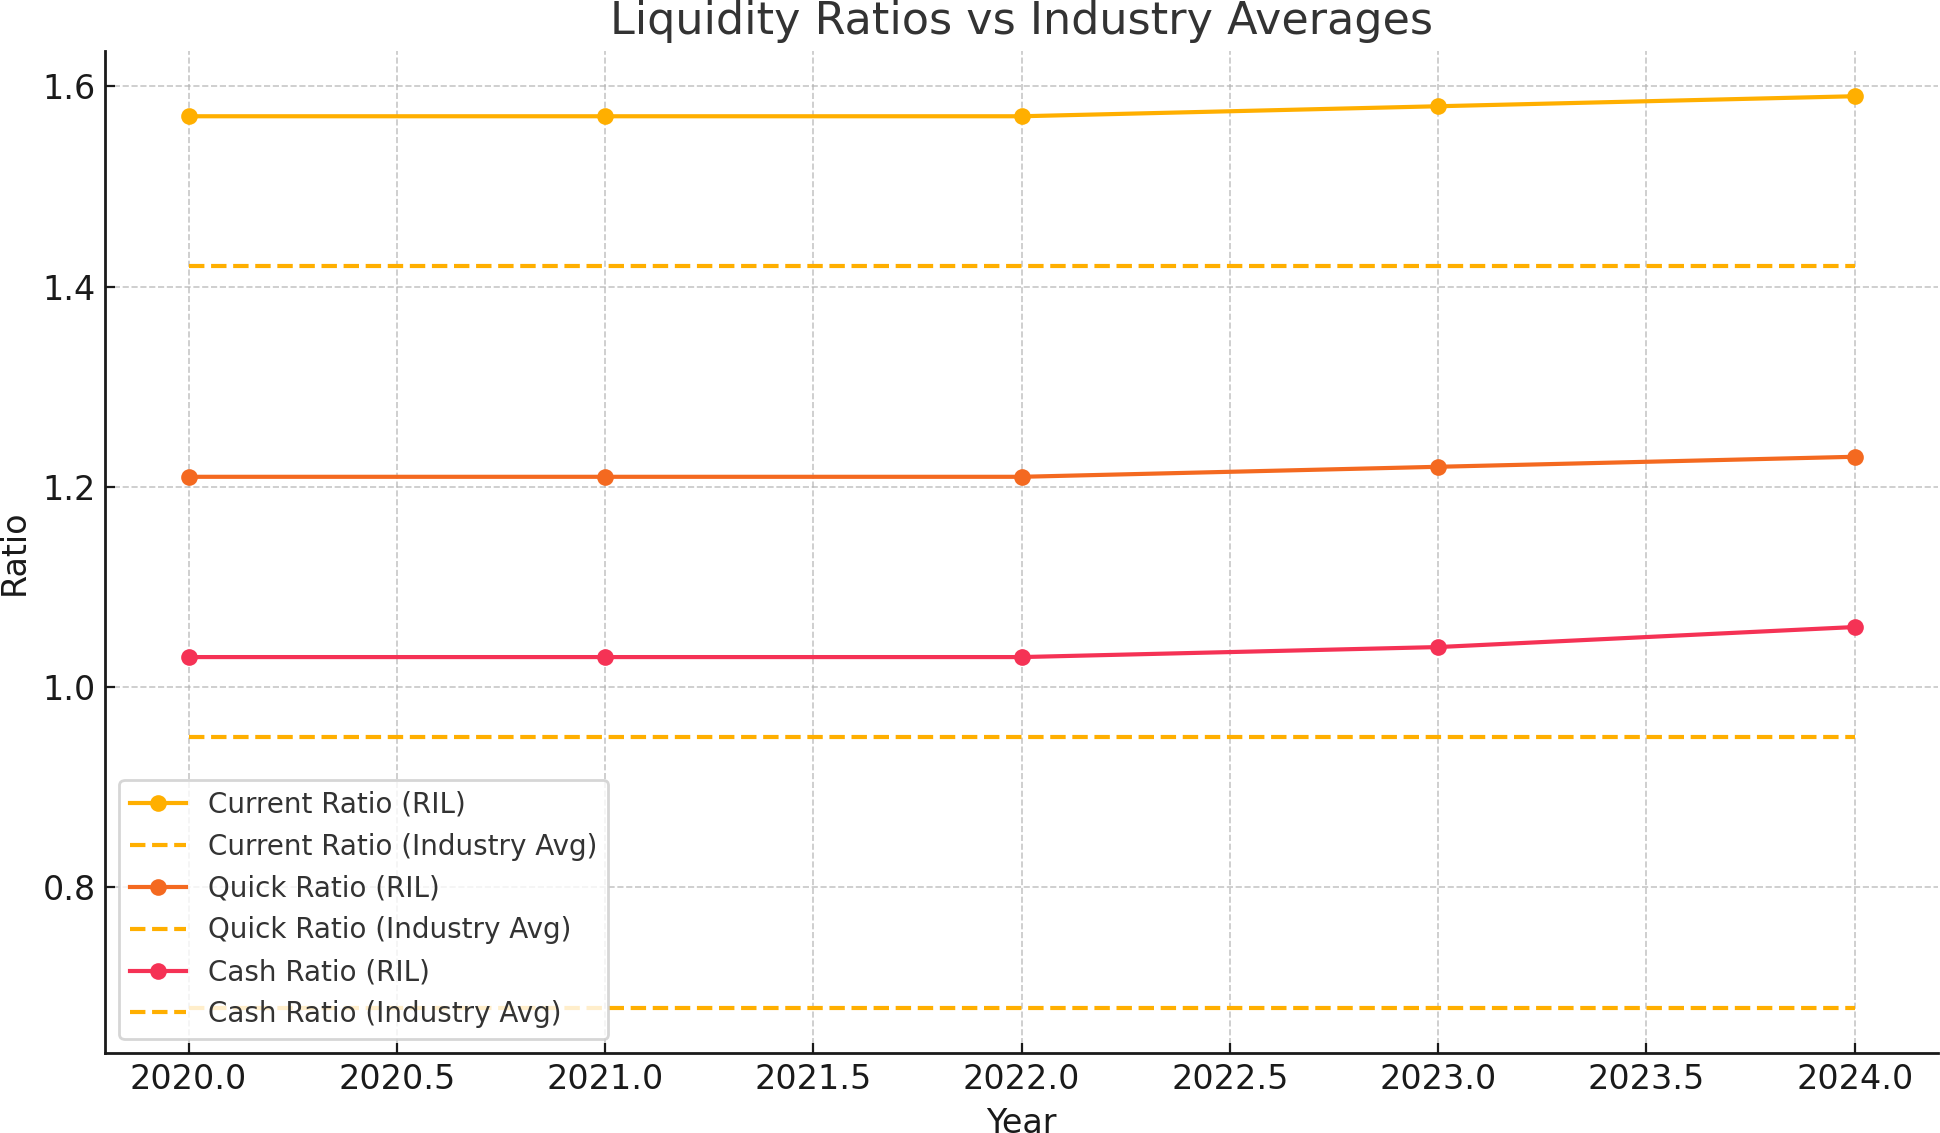 Liquidity Ratios vs Industry Averages
1.6
1.4
1.2
1.0
0.8
Ratio
Current Ratio (RIL)
Current Ratio (Industry Avg)
Quick Ratio (RIL)
Quick Ratio (Industry Avg)
Cash Ratio (RIL)
Cash Ratio (Industry Avg)
2020.0 2020.5 2021.0 2021.5 2022.0 2022.5 2023.0 2023.5 2024.0
Year